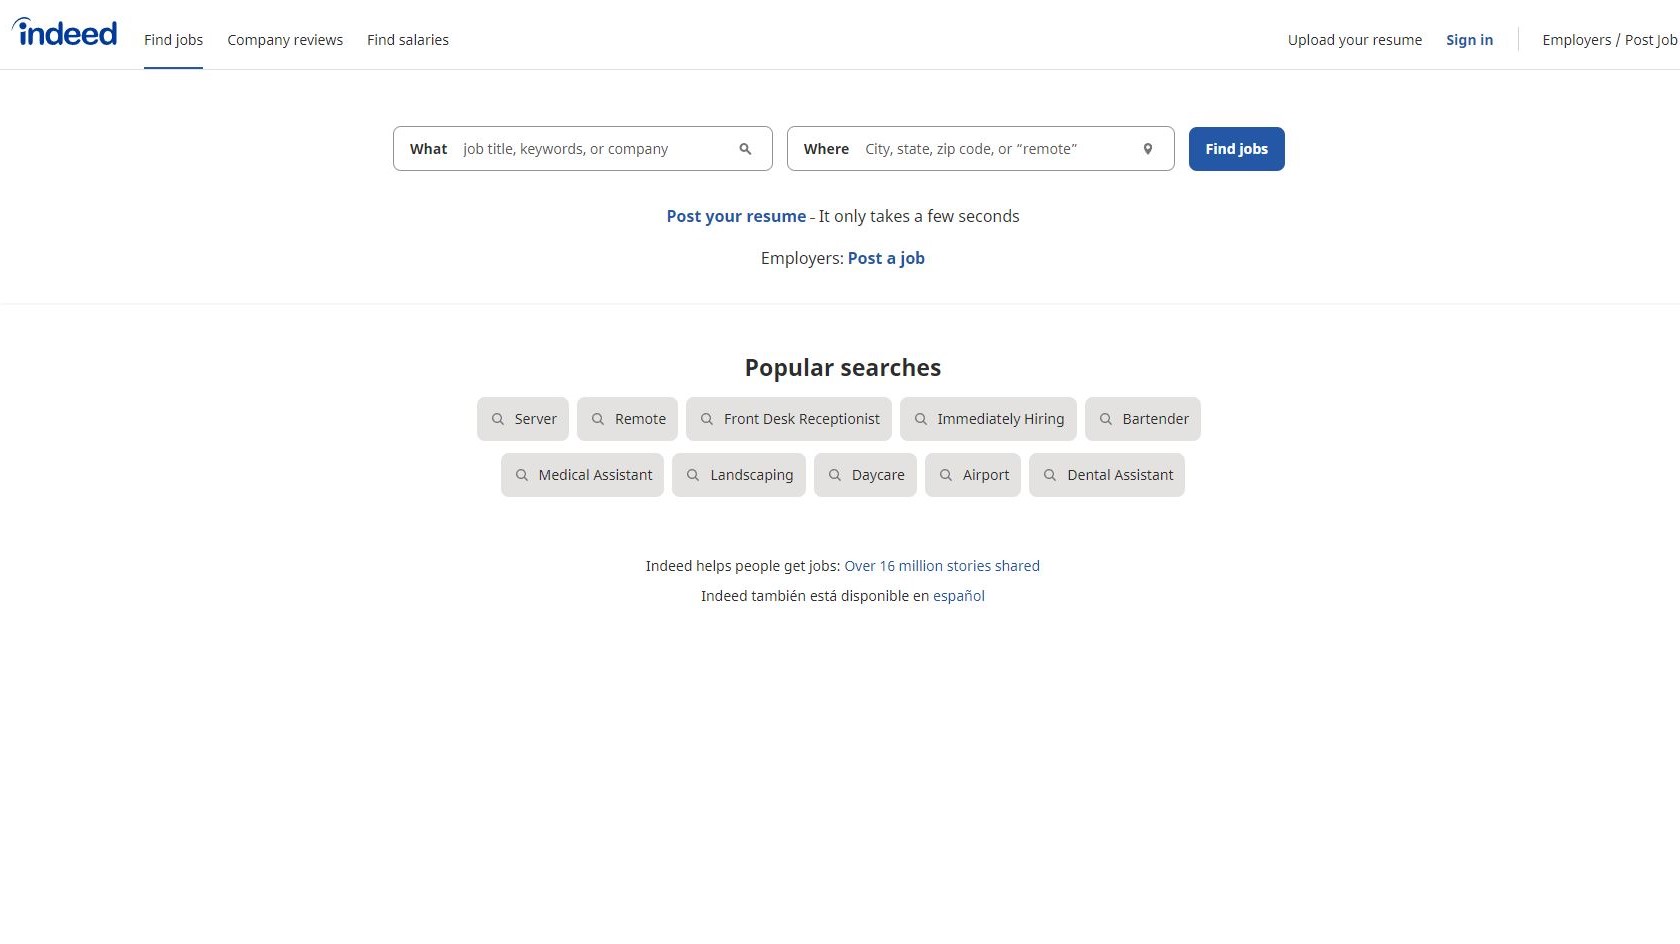 indeed
Find jobs Company reviews Find salaries Upload your resume Sign in Employers / Post Job
What job title, keywords, or company Where City, state, zip code, or “remote” Find jobs
Post your resume - It only takes a few seconds
Employers: Post a job
Popular searches
Server Remote Front Desk Receptionist Immediately Hiring Bartender
Medical Assistant Landscaping Daycare Airport Dental Assistant
Indeed helps people get jobs: Over 16 million stories shared
Indeed también está disponible en español